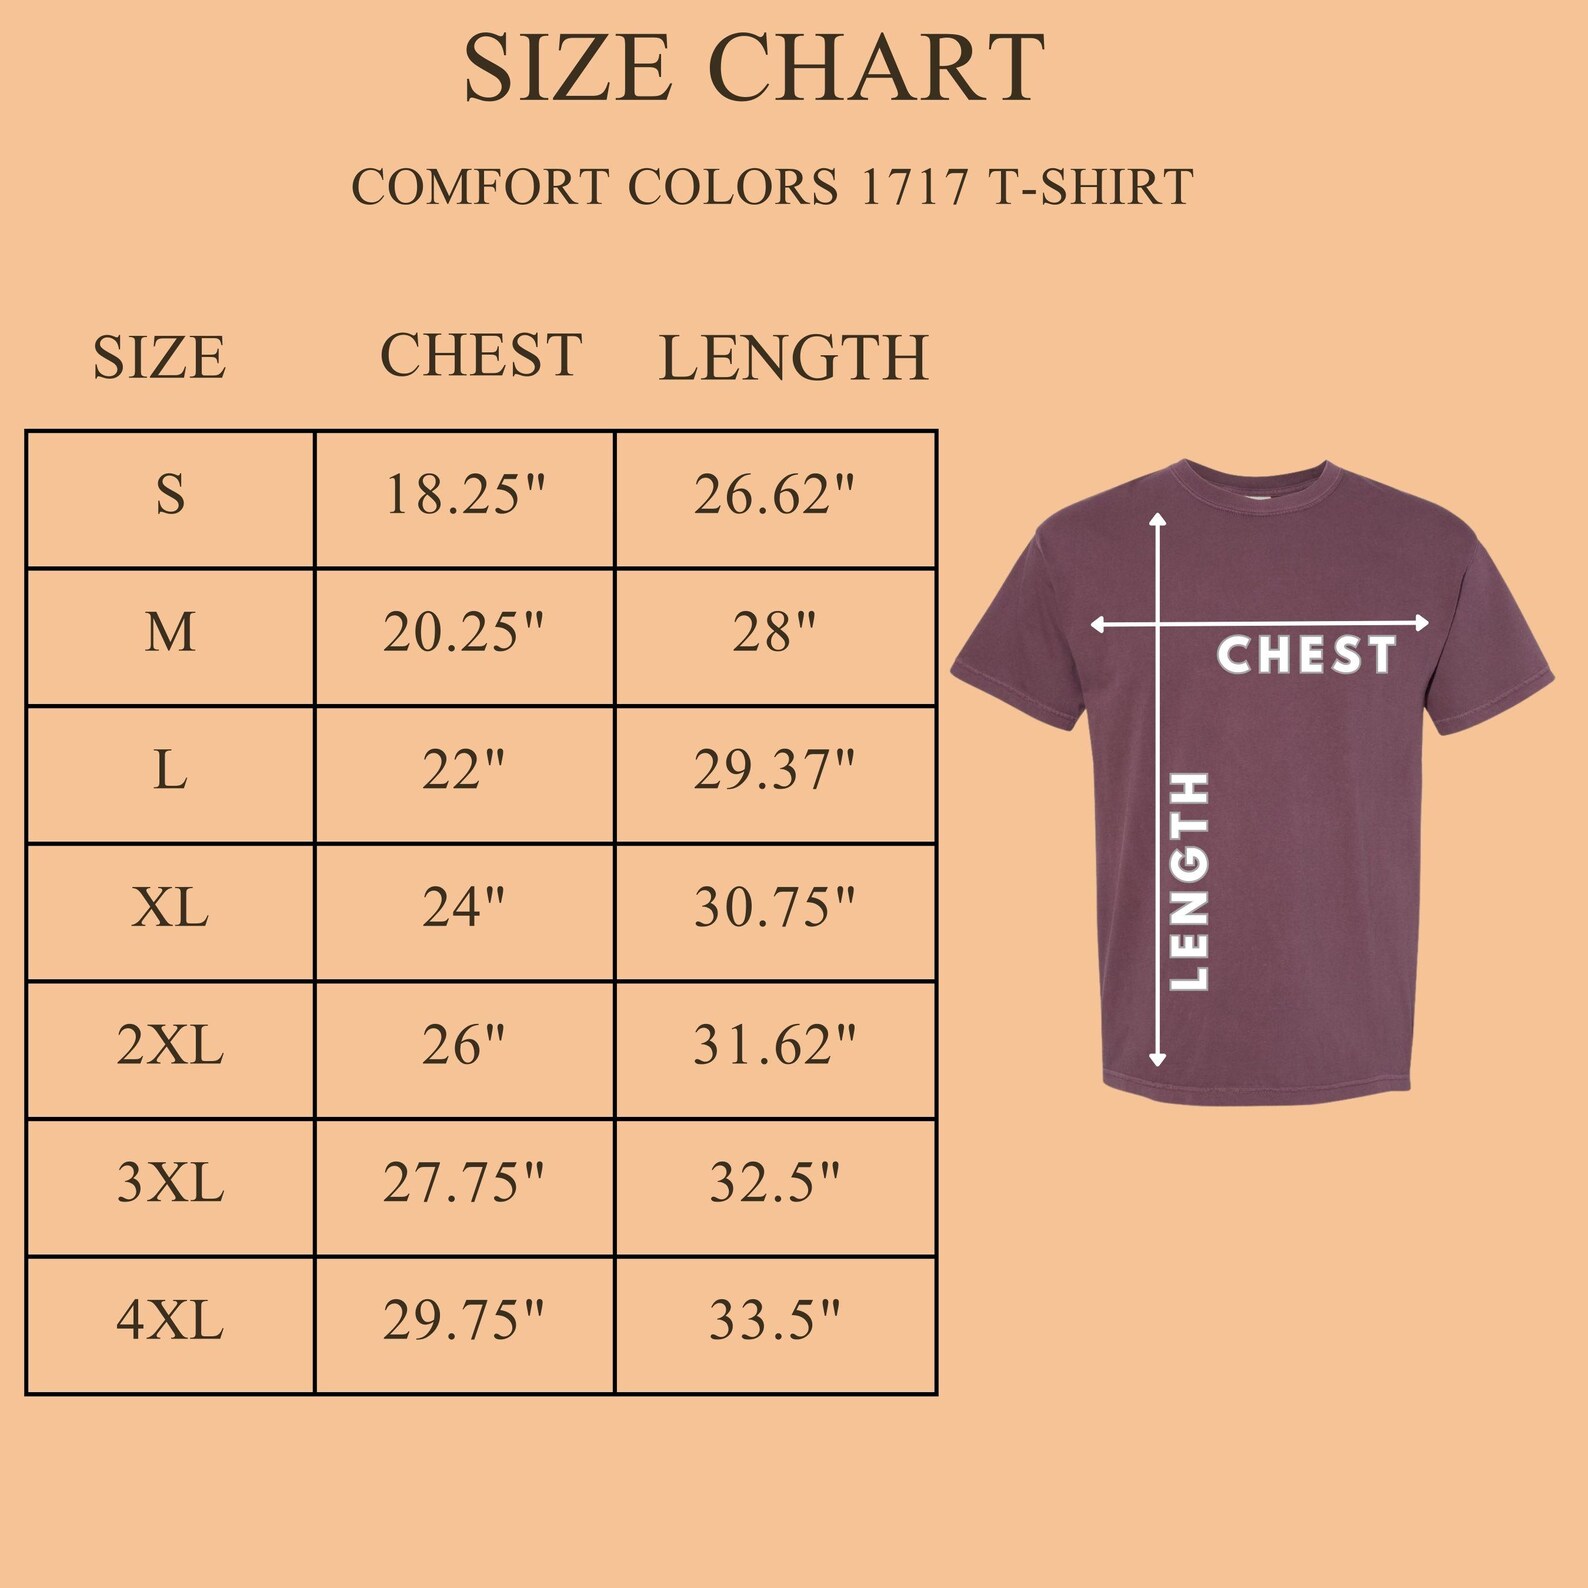 SIZE CHART
COMFORT COLORS 1717 T-SHIRT
SIZE CHEST LENGTH
S 18.25" 26.62"
M 20.25" 28"
L 22" 29.37"
XL 24" 30.75"
2XL 26" 31.62"
3XL 27.75" 32.5"
4XL 29.75" 33.5"
CHEST
LENGTH